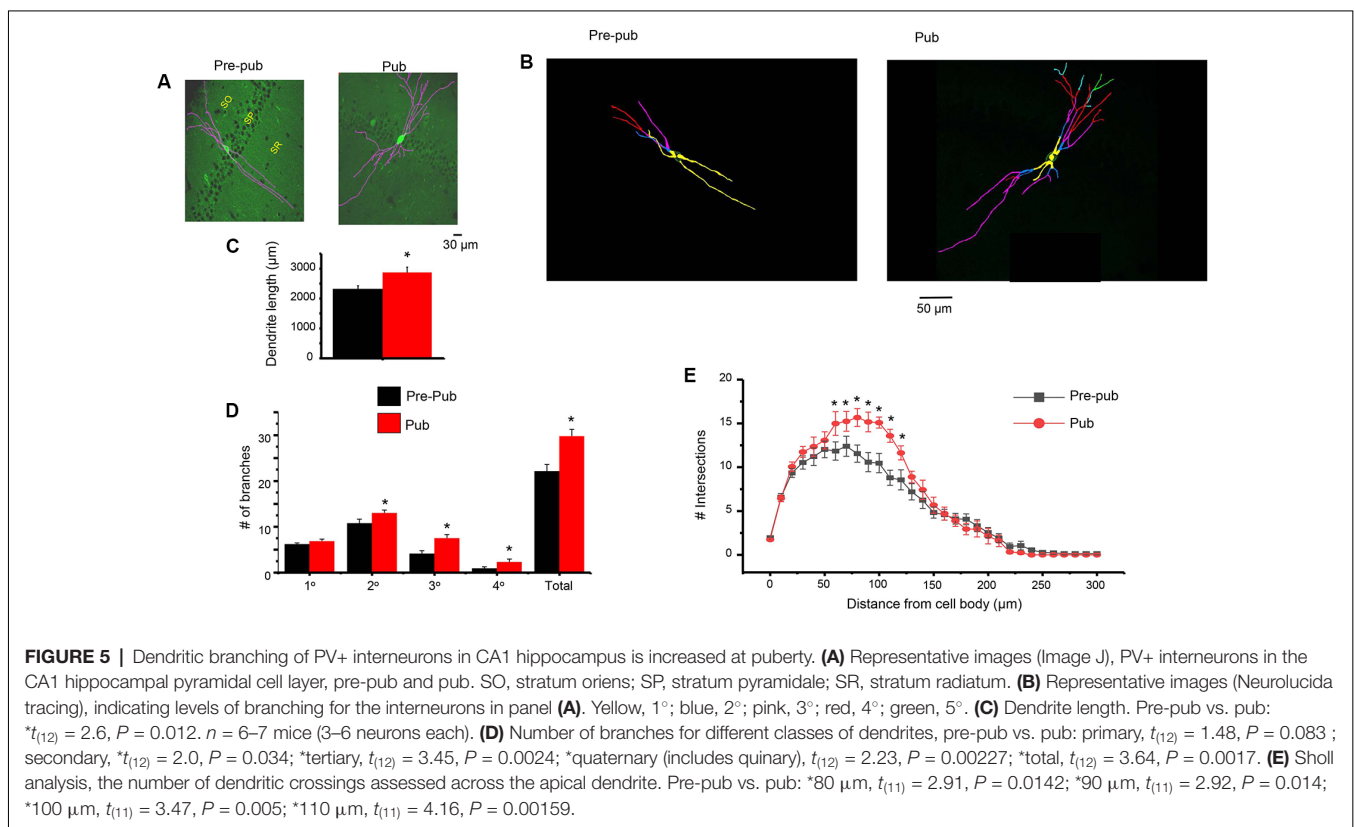 Pre-pub
Pub
A
Pre-pub
Pub
B
SO
SP
SR
30 µm
50 µm
C
Dendrite length (µm)
3000
2000
1000
0
*
D
Pre-Pub
Pub
# of branches
30
20
10
0
*
*
*
*
1°
2°
3°
4°
Total
E
# Intersections
20
15
10
5
0
* * * * * * *
Pre-pub
Pub
0
50
100
150
200
250
300
Distance from cell body (µm)
FIGURE 5 | Dendritic branching of PV+ interneurons in CA1 hippocampus is increased at puberty. (A) Representative images (Image J), PV+ interneurons in the
CA1 hippocampal pyramidal cell layer, pre-pub and pub. SO, stratum oriens; SP, stratum pyramidale; SR, stratum radiatum. (B) Representative images (Neurolucida
tracing), indicating levels of branching for the interneurons in panel (A). Yellow, 1°; blue, 2°; pink, 3°; red, 4°; green, 5°. (C) Dendrite length. Pre-pub vs. pub:
*t(12) = 2.6, P = 0.012. n = 6–7 mice (3–6 neurons each). (D) Number of branches for different classes of dendrites, pre-pub vs. pub: primary, t(12) = 1.48, P = 0.083 ;
secondary, *t(12) = 2.0, P = 0.034; *tertiary, t(12) = 3.45, P = 0.0024; *quaternary (includes quinary), t(12) = 2.23, P = 0.00227; *total, t(12) = 3.64, P = 0.0017. (E) Sholl
analysis, the number of dendritic crossings assessed across the apical dendrite. Pre-pub vs. pub: *80 µm, t(11) = 2.91, P = 0.0142; *90 µm, t(11) = 2.92, P = 0.014;
*100 µm, t(11) = 3.47, P = 0.005; *110 µm, t(11) = 4.16, P = 0.00159.